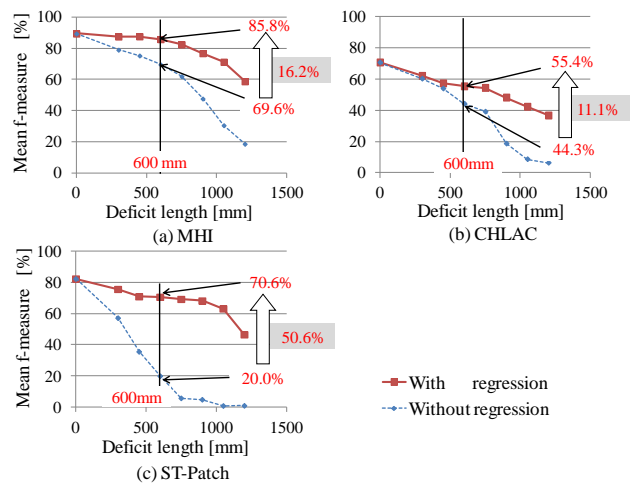 Mean f-measure [%]
100
80
60
40
20
0
85.8%
16.2%
69.6%
600 mm
0
500
1000
1500
Deficit length [mm]
(a) MHI
Mean f-measure [%]
100
80
60
40
20
0
55.4%
11.1%
44.3%
600mm
0
500
1000
1500
Deficit length [mm]
(b) CHLAC
Mean f-measure [%]
100
80
60
40
20
0
70.6%
50.6%
20.0%
600mm
0
500
1000
1500
Deficit length [mm]
(c) ST-Patch
With regression
Without regression